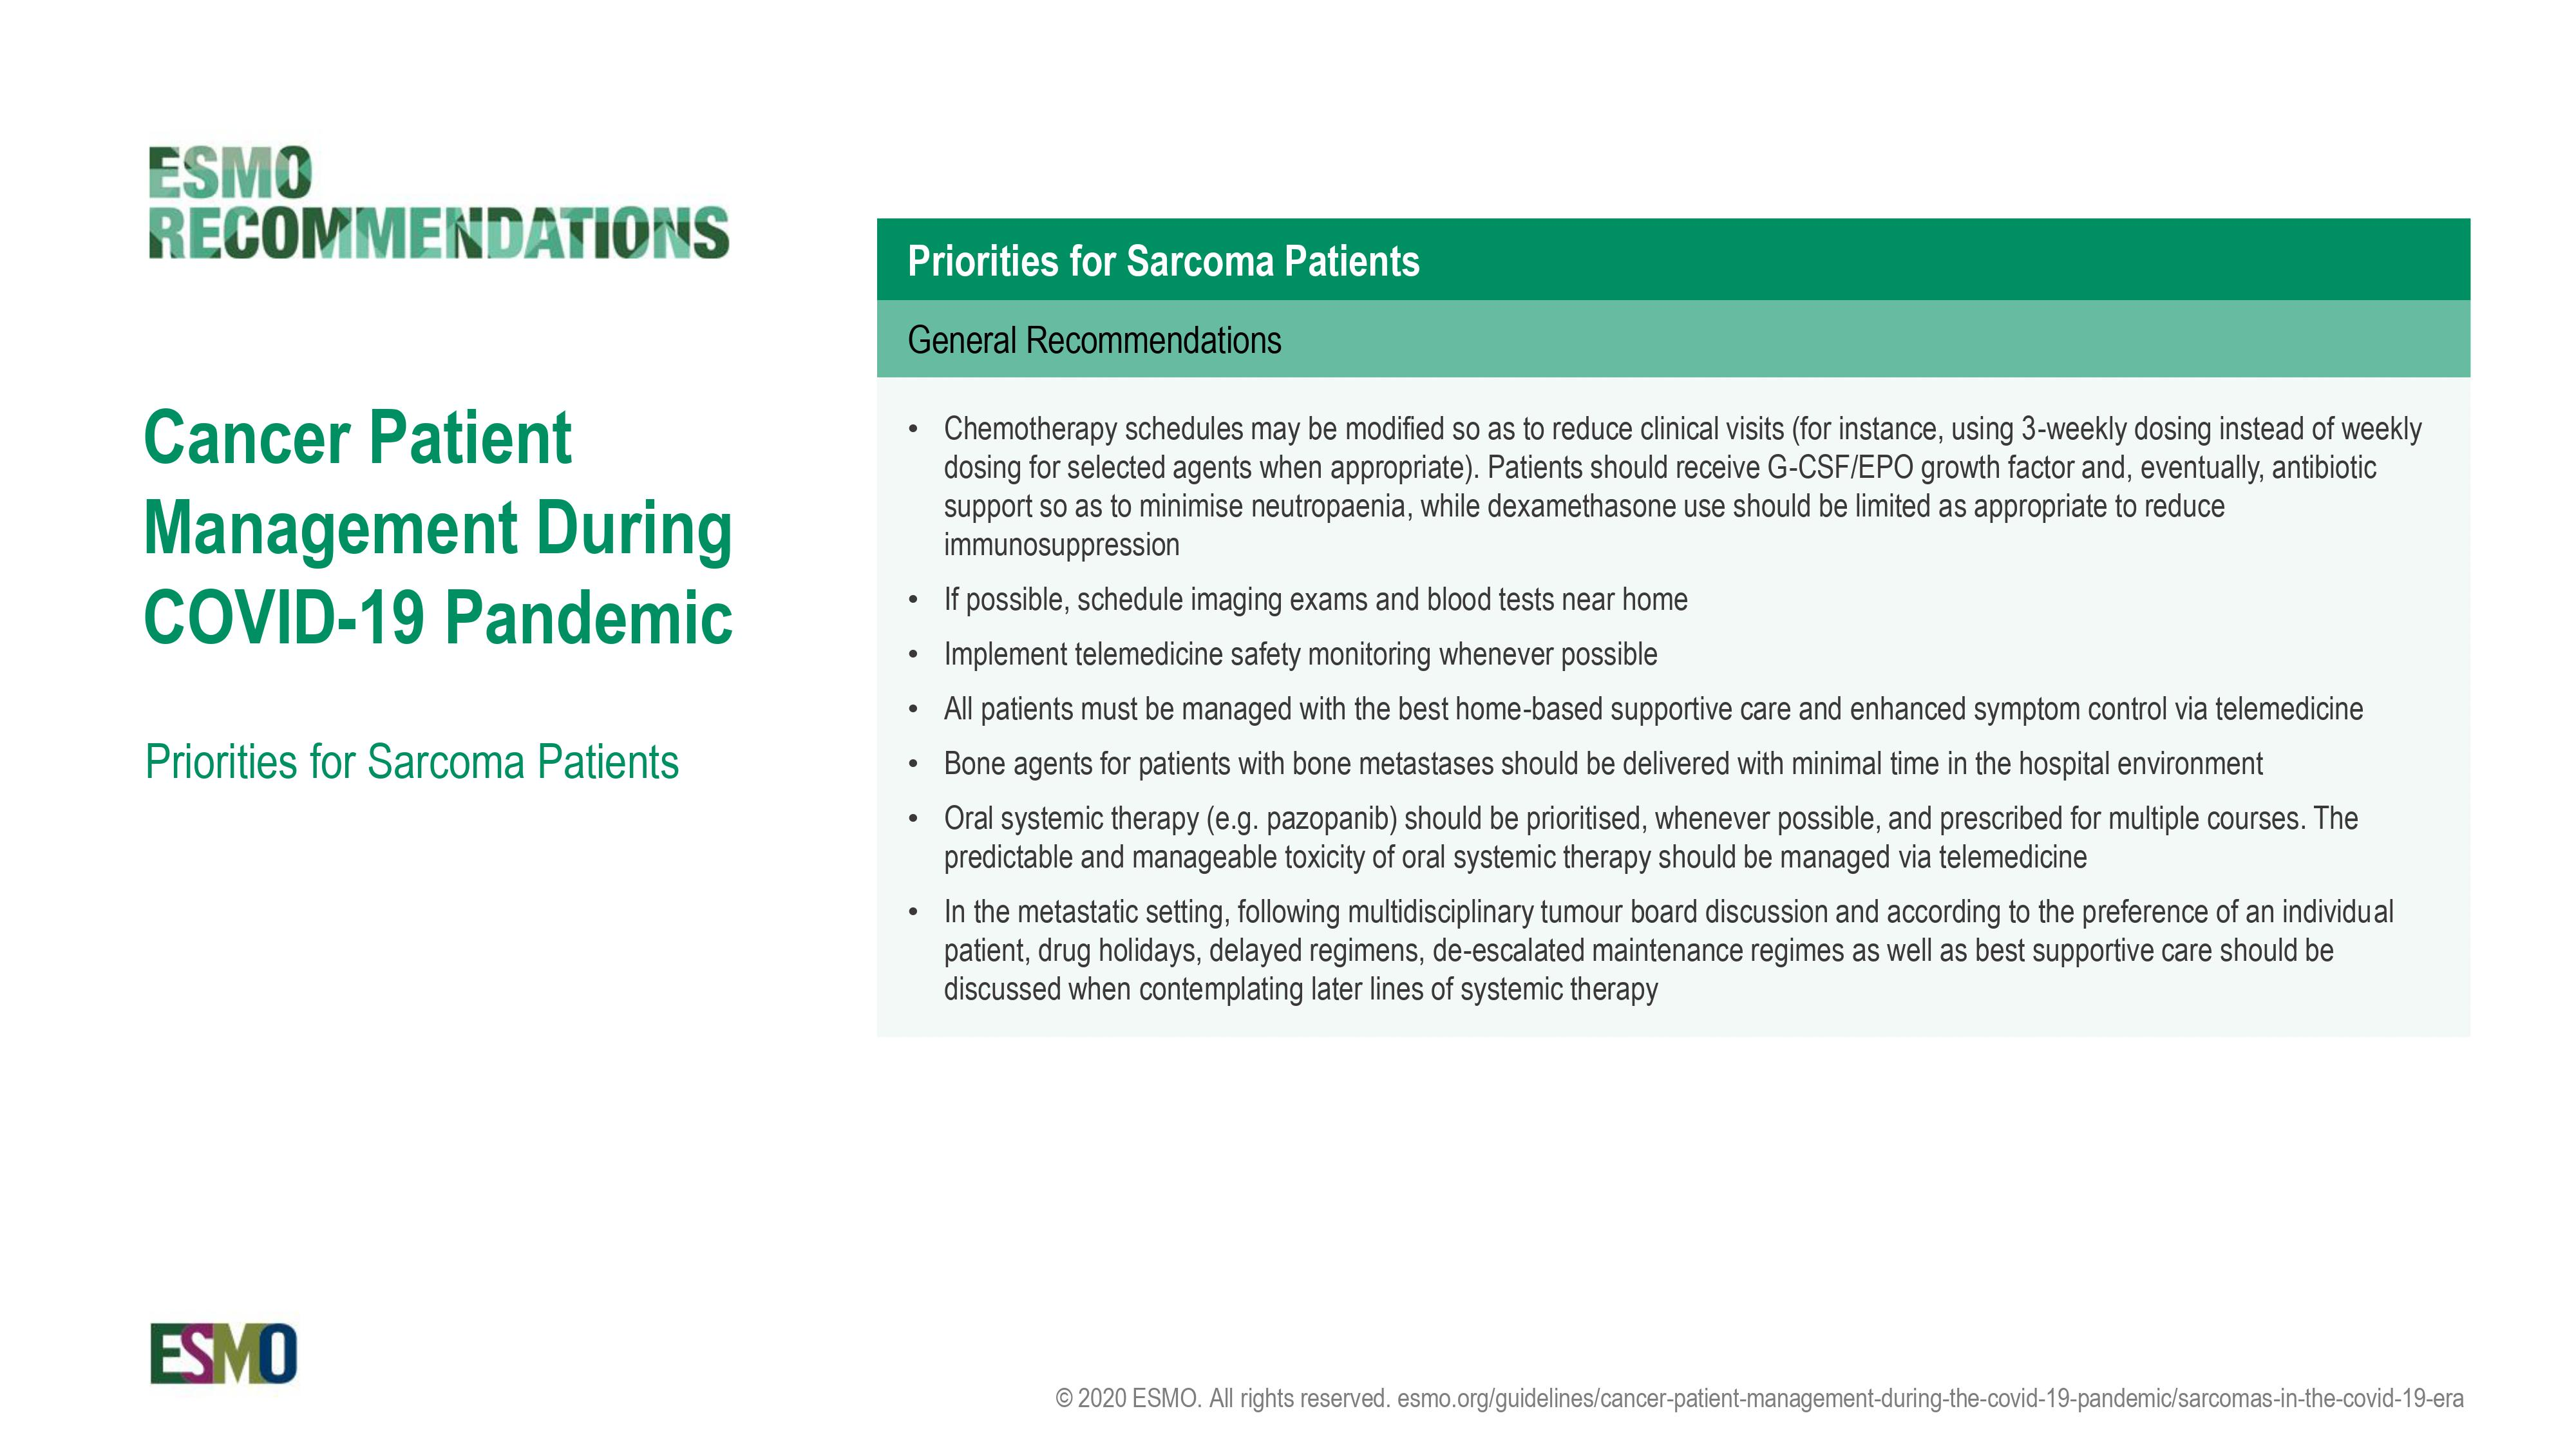 ESMO
RECOMMENDATIONS
Cancer Patient
Management During
COVID-19 Pandemic
Priorities for Sarcoma Patients
Priorities for Sarcoma Patients
General Recommendations
• Chemotherapy schedules may be modified so as to reduce clinical visits (for instance, using 3-weekly dosing instead of weekly
dosing for selected agents when appropriate). Patients should receive G-CSF/EPO growth factor and, eventually, antibiotic
support so as to minimise neutropaenia, while dexamethasone use should be limited as appropriate to reduce
immunosuppression
• If possible, schedule imaging exams and blood tests near home
• Implement telemedicine safety monitoring whenever possible
• All patients must be managed with the best home-based supportive care and enhanced symptom control via telemedicine
• Bone agents for patients with bone metastases should be delivered with minimal time in the hospital environment
• Oral systemic therapy (e.g. pazopanib) should be prioritised, whenever possible, and prescribed for multiple courses. The
predictable and manageable toxicity of oral systemic therapy should be managed via telemedicine
• In the metastatic setting, following multidisciplinary tumour board discussion and according to the preference of an individual
patient, drug holidays, delayed regimens, de-escalated maintenance regimes as well as best supportive care should be
discussed when contemplating later lines of systemic therapy
ESMO
© 2020 ESMO. All rights reserved. esmo.org/guidelines/cancer-patient-management-during-the-covid-19-pandemic/sarcomas-in-the-covid-19-era